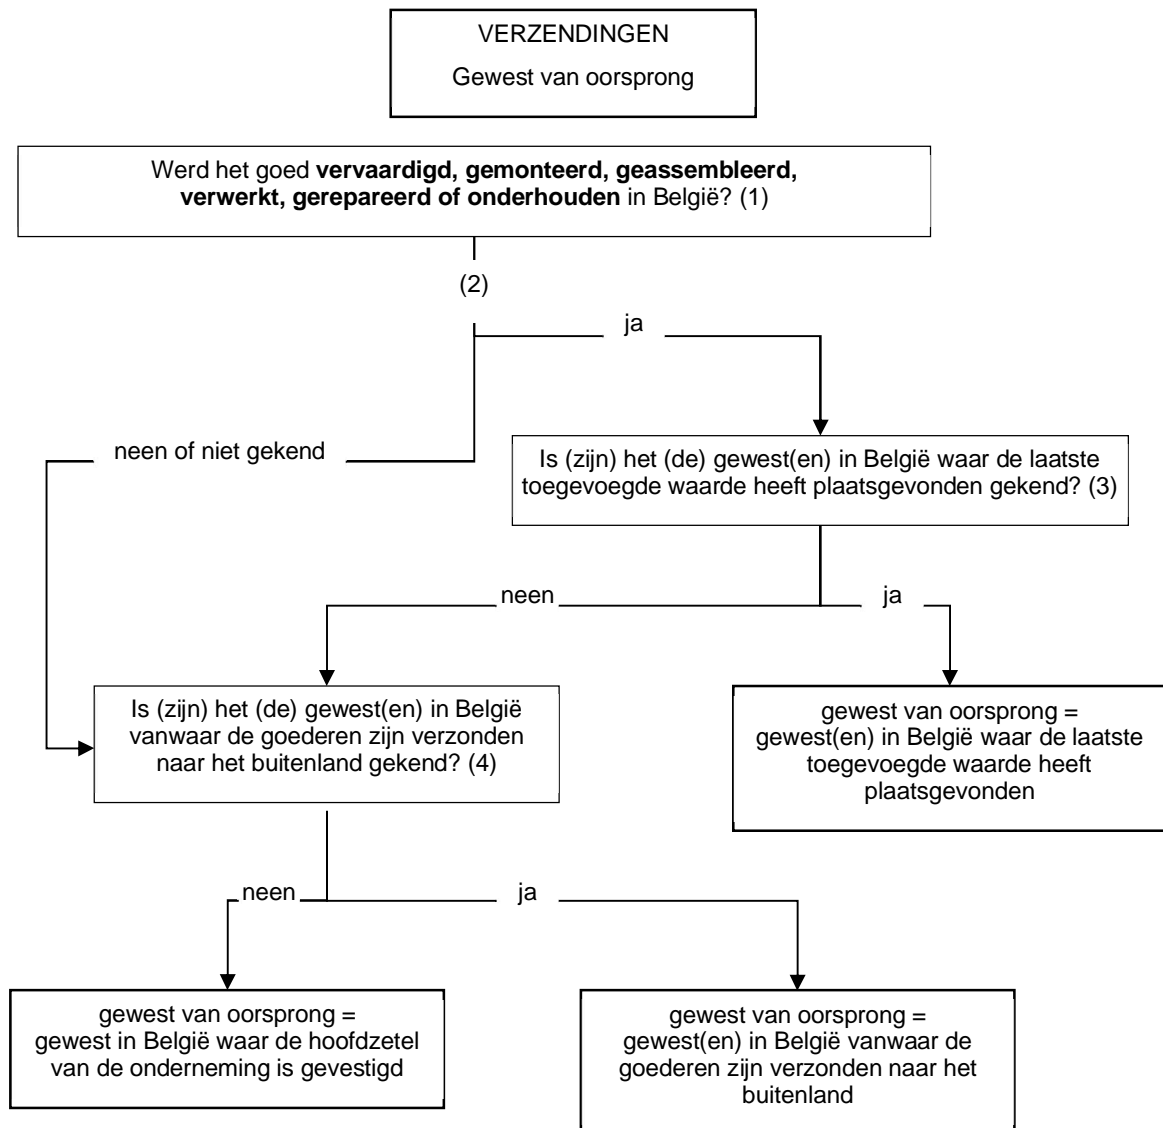 VERZENDINGEN
Gewest van oorsprong
Werd het goed vervaardigd, gemonteerd, geassembleerd,
verwerkt, gerepareerd of onderhouden in België? (1)
(2)
ja
neen of niet gekend
Is (zijn) het (de) gewest(en) in België waar de laatste
toegevoegde waarde heeft plaatsgevonden gekend? (3)
neen
ja
Is (zijn) het (de) gewest(en) in België
vanwaar de goederen zijn verzonden
naar het buitenland gekend? (4)
gewest van oorsprong =
gewest(en) in België waar de laatste
toegevoegde waarde heeft
plaatsgevonden
neen
ja
gewest van oorsprong =
gewest in België waar de hoofdzetel
van de onderneming is gevestigd
gewest van oorsprong =
gewest(en) in België vanwaar de
goederen zijn verzonden naar het
buitenland